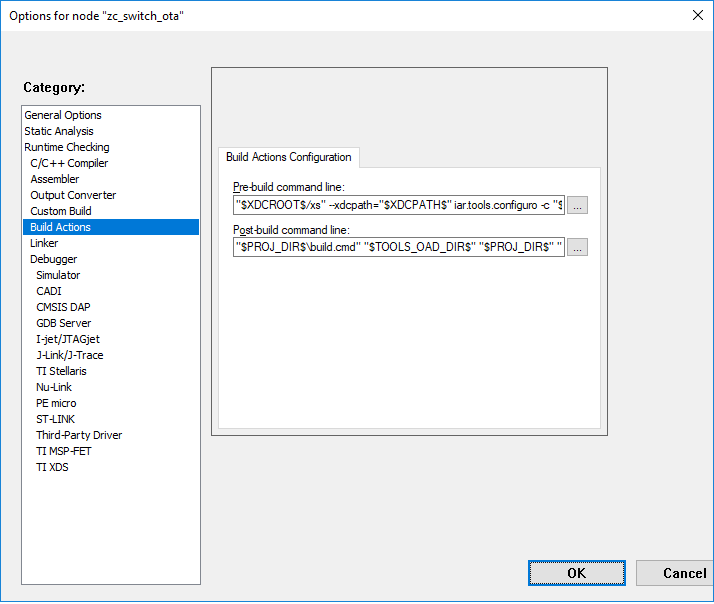 Options for node "zc_switch_ota"
Category:
General Options
Static Analysis
Runtime Checking
C/C++ Compiler
Assembler
Output Converter
Custom Build
Build Actions
Linker
Debugger
Simulator
CADI
CMSIS DAP
GDB Server
I-jet/JTAGjet
J-Link/J-Trace
TI Stellaris
Nu-Link
PE micro
ST-LINK
Third-Party Driver
TI MSP-FET
TI XDS
Build Actions Configuration
Pre-build command line:
"$XDCROOT$/xs" --xdcpath="$XDCPATH$" iar.tools.configuro -c "$
...
Post-build command line:
"$PROJ_DIR$\build.cmd" "$TOOLS_OAD_DIR$" "$PROJ_DIR$" "
...
OK
Cancel